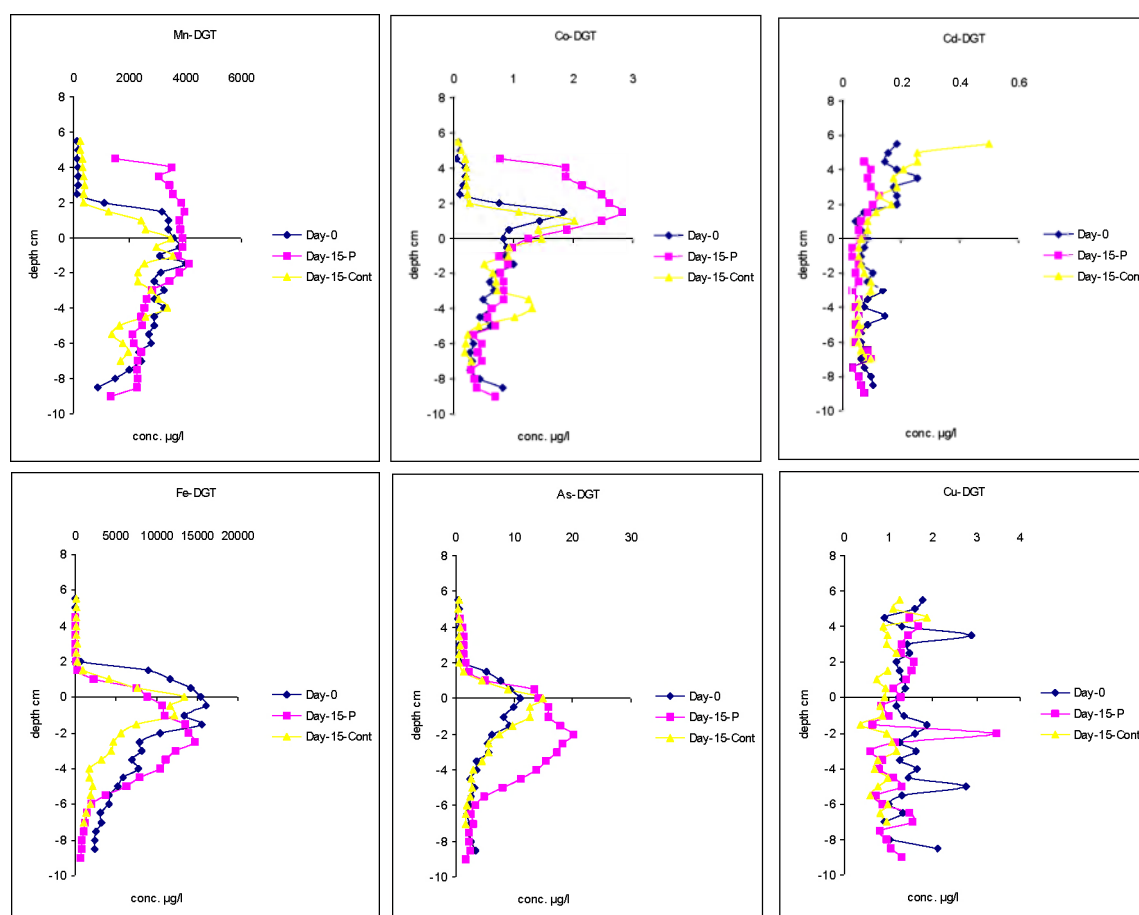 Mn-DGT
0 2000 4000 6000
8
6
4
2
0
-2
-4
-6
-8
-10
depth cm
Day-0
Day-15-P
Day-15-Cont
conc. µg/l
Co-DGT
0 1 2 3
8
6
4
2
0
-2
-4
-6
-8
-10
depth cm
Day-0
Day-15-P
Day-15-Cont
conc. µg/l
Cd-DGT
0 0.2 0.4 0.6
8
6
4
2
0
-2
-4
-6
-8
-10
depth cm
Day-0
Day-15-P
Day-15-Cont
conc. µg/l
Fe-DGT
0 5000 10000 15000 20000
8
6
4
2
0
-2
-4
-6
-8
-10
depth cm
Day-0
Day-15-P
Day-15-Cont
conc. µg/l
As-DGT
0 10 20 30
8
6
4
2
0
-2
-4
-6
-8
-10
depth cm
Day-0
Day-15-P
Day-15-Cont
conc. µg/l
Cu-DGT
0 1 2 3 4
8
6
4
2
0
-2
-4
-6
-8
-10
depth cm
Day-0
Day-15-P
Day-15-Cont
conc. µg/l